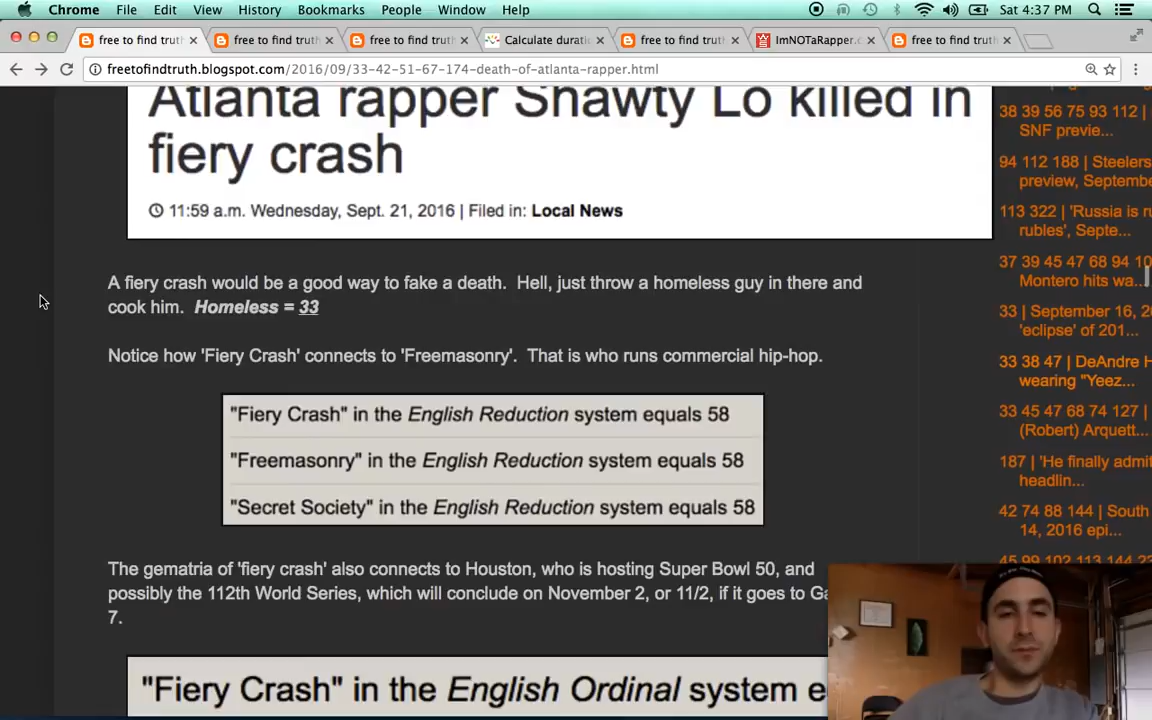 Chrome File Edit View History Bookmarks People Window Help Sat 4:37 PM
free to find truth free to find truth free to find truth Calculate durati free to find truth ImNOTaRapper.c free to find truth
freetofindtruth.blogspot.com/2016/09/33-42-51-67-174-death-of-atlanta-rapper.html
Atlanta rapper Shawty Lo killed in
fiery crash
11:59 a.m. Wednesday, Sept. 21, 2016 | Filed in: Local News
A fiery crash would be a good way to fake a death. Hell, just throw a homeless guy in there and
cook him. Homeless = 33
Notice how 'Fiery Crash' connects to 'Freemasonry'. That is who runs commercial hip-hop.
"Fiery Crash" in the English Reduction system equals 58
"Freemasonry" in the English Reduction system equals 58
"Secret Society" in the English Reduction system equals 58
The gematria of 'fiery crash' also connects to Houston, who is hosting Super Bowl 50, and
possibly the 112th World Series, which will conclude on November 2, or 11/2, if it goes to Ga
7.
"Fiery Crash" in the English Ordinal system e
38 39 56 75 93 112 |
SNF previe...
94 112 188 | Steelers
preview, Septembe
113 322 | 'Russia is ru
rubles', Septe...
37 39 45 47 68 94 10
Montero hits wa...
33 | September 16, 2
'eclipse' of 201...
33 38 47 | DeAndre H
wearing "Yeez...
33 45 47 68 74 127 |
(Robert) Arquett...
187 | 'He finally admit
headlin...
42 74 88 144 | South
14, 2016 epi...
45 99 102 113 144 22